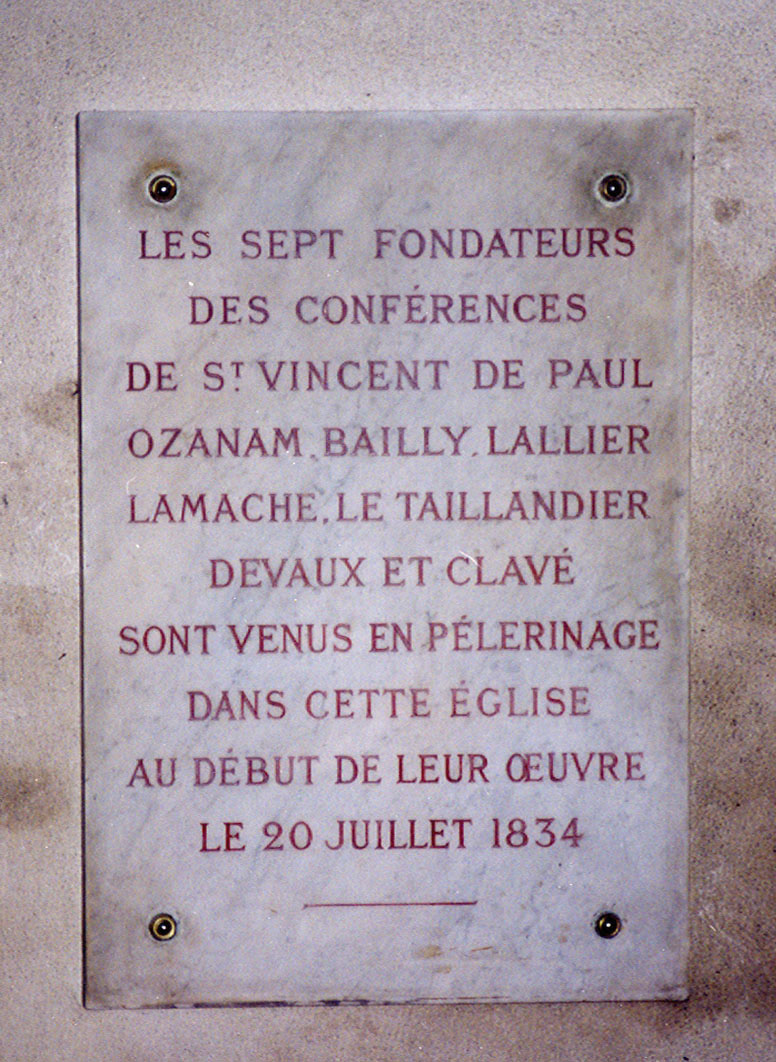 LES SEPT FONDATEURS
DES CONFÉRENCES
DE ST VINCENT DE PAUL
OZANAM. BAILLY. LALLIER
LAMACHE. LE TAILLANDIER
DEVAUX ET CLAVÉ
SONT VENUS EN PÉLERINAGE
DANS CETTE ÉGLISE
AU DÉBUT DE LEUR ŒUVRE
LE 20 JUILLET 1834